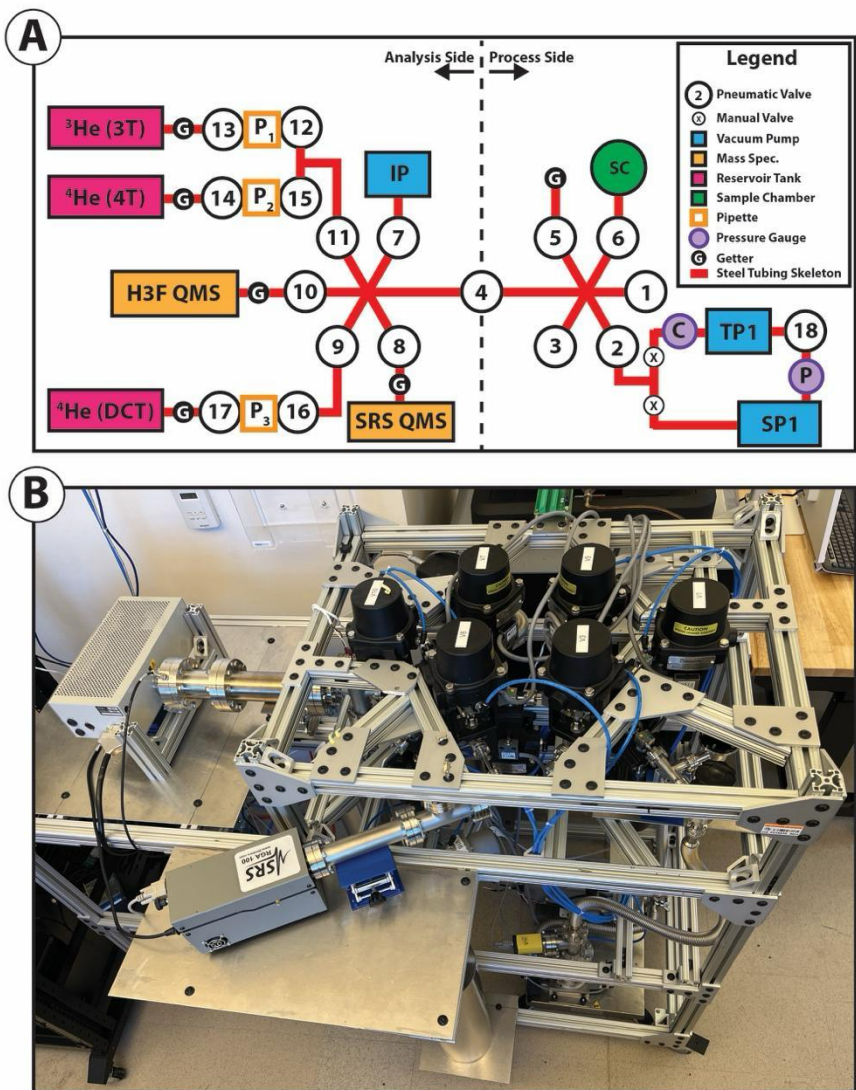 A
Analysis Side
Process Side
³He (3T)
G
13
P₁
12
⁴He (4T)
G
14
P₂
15
IP
11
7
H3F QMS
G
10
9
8
⁴He (DCT)
G
17
P₃
16
G
SRS QMS
4
G
SC
5
6
1
3
2
X
X
C
TP1
18
P
SP1
Legend
2 Pneumatic Valve
X Manual Valve
Vacuum Pump
Mass Spec.
Reservoir Tank
Sample Chamber
Pipette
Pressure Gauge
G Getter
Steel Tubing Skeleton
B
SRS
RGA 100
CAUTION
CAUTION
CAUTION